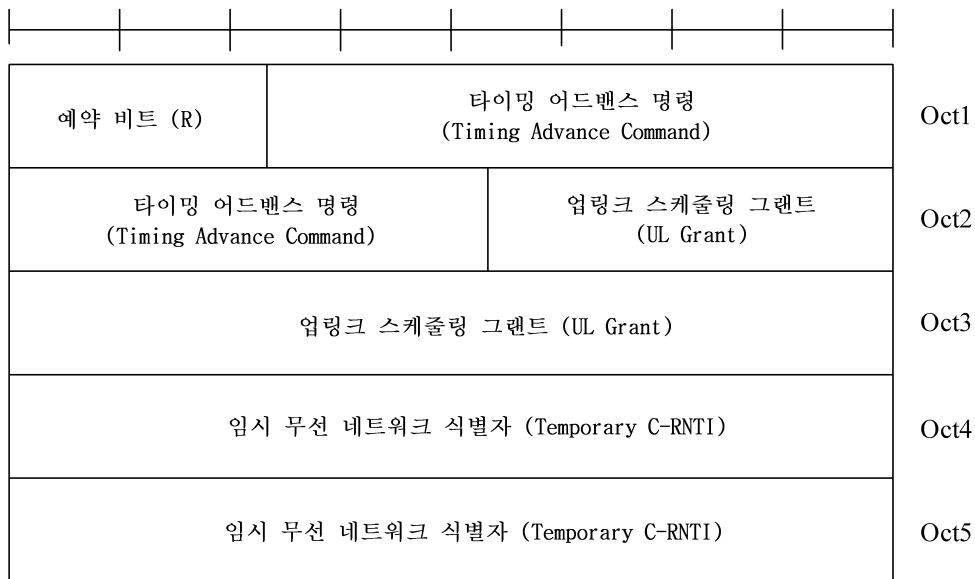 예약 비트 (R)
타이밍 어드밴스 명령
(Timing Advance Command)
Oct1
타이밍 어드밴스 명령
(Timing Advance Command)
업링크 스케줄링 그랜트
(UL Grant)
Oct2
업링크 스케줄링 그랜트 (UL Grant)
Oct3
임시 무선 네트워크 식별자 (Temporary C-RNTI)
Oct4
임시 무선 네트워크 식별자 (Temporary C-RNTI)
Oct5